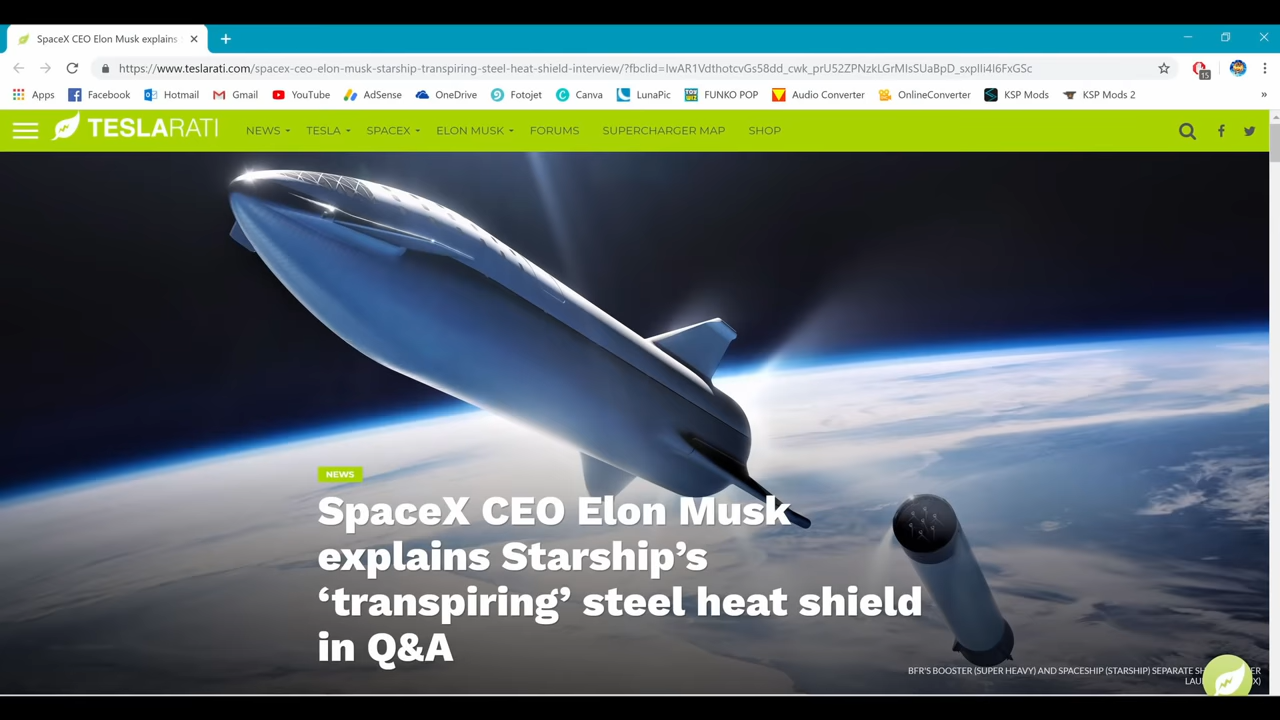 SpaceX CEO Elon Musk explains
https://www.teslarati.com/spacex-ceo-elon-musk-starship-transpiring-steel-heat-shield-interview/?fbclid=IwAR1VdthotcvGs58dd_cwk_prU52ZPNzkLGrMIsSUaBpD_sxplIi4I6FxGSc
15
Apps Facebook Hotmail Gmail YouTube AdSense OneDrive Fotojet Canva LunaPic FUNKO POP Audio Converter OnlineConverter KSP Mods KSP Mods 2 »
TESLARATI NEWS TESLA SPACEX ELON MUSK FORUMS SUPERCHARGER MAP SHOP
NEWS
SpaceX CEO Elon Musk
explains Starship’s
‘transpiring’ steel heat shield
in Q&A
BFR'S BOOSTER (SUPER HEAVY) AND SPACESHIP (STARSHIP) SEPARATE